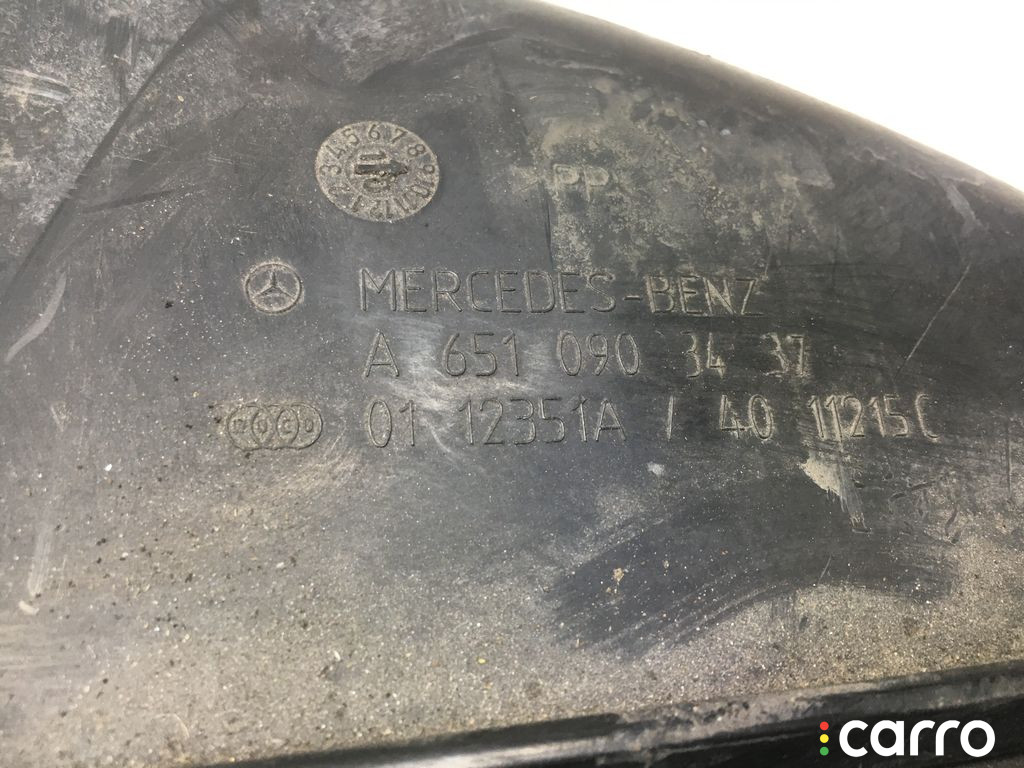 PP
MERCEDES-BENZ
A 651 090 34 37
01 12351A / 40 11215C
carro